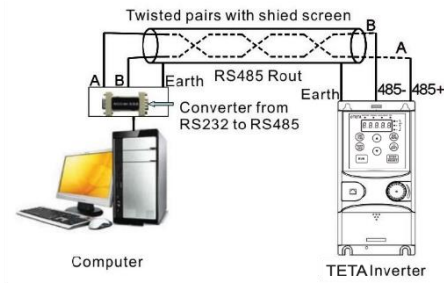 Twisted pairs with shied screen
B
A
A B Earth
RS485 Rout
Earth 485- 485+
Converter from
RS232 to RS485
Computer
TETA Inverter